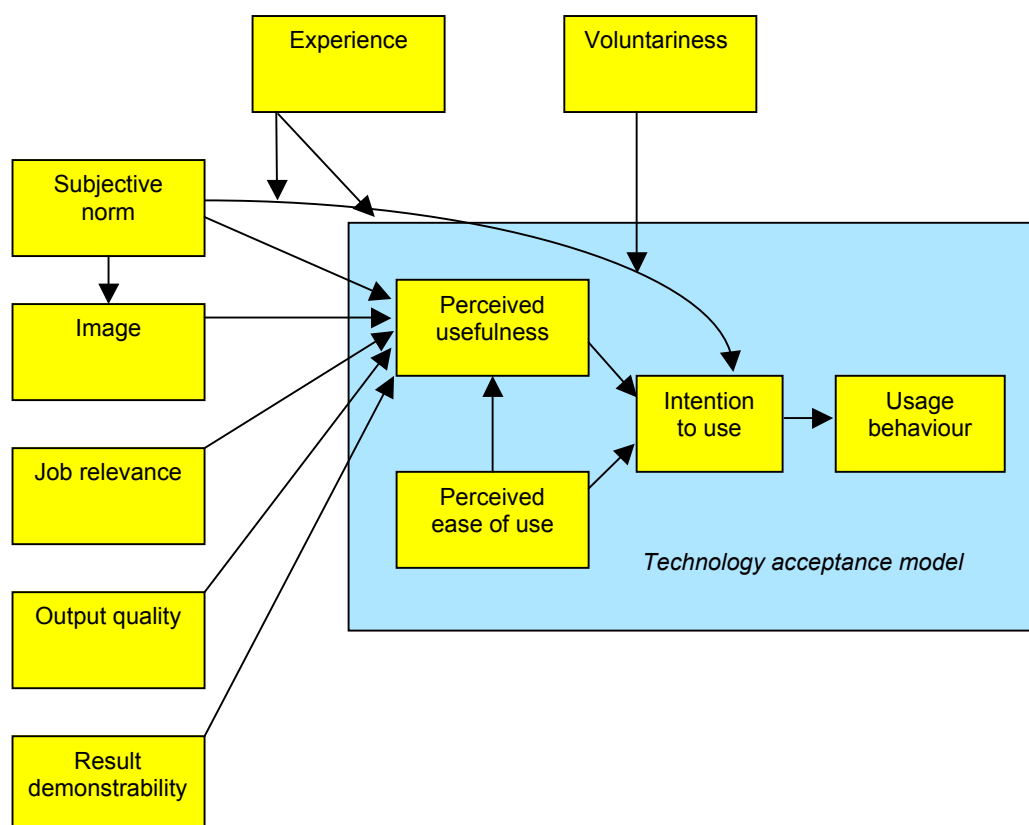 Experience
Voluntariness
Subjective
norm
Image
Perceived
usefulness
Intention
to use
Usage
behaviour
Job relevance
Perceived
ease of use
Technology acceptance model
Output quality
Result
demonstrability